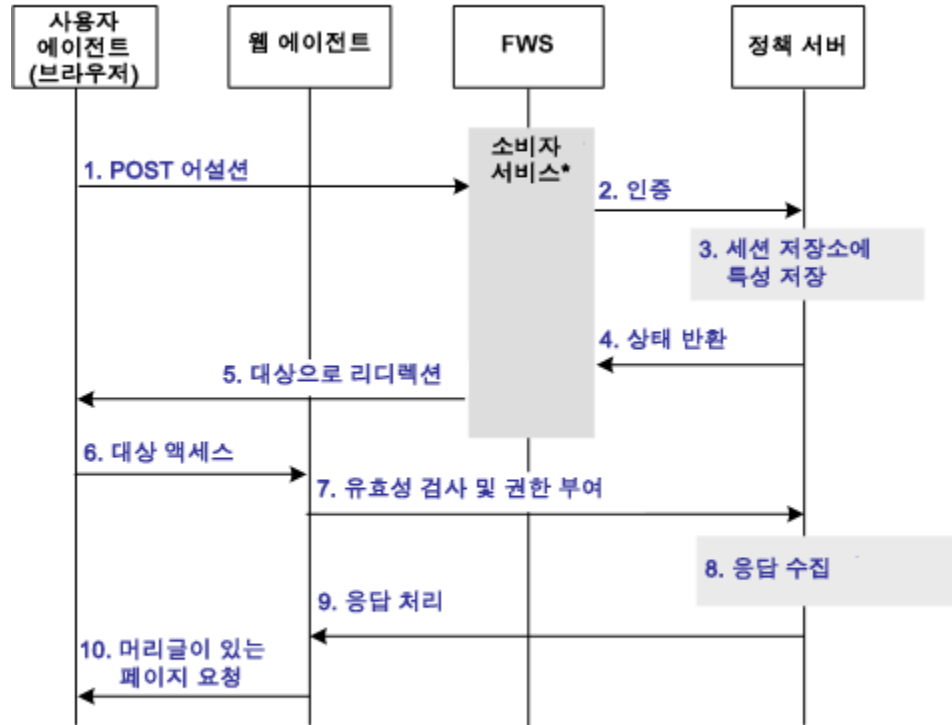 사용자
에이전트
(브라우저)
웹 에이전트
FWS
정책 서버
소비자
서비스*
1. POST 어설션
2. 인증
3. 세션 저장소에
특성 저장
4. 상태 반환
5. 대상으로 리디렉션
6. 대상 액세스
7. 유효성 검사 및 권한 부여
8. 응답 수집
9. 응답 처리
10. 머리글이 있는
페이지 요청